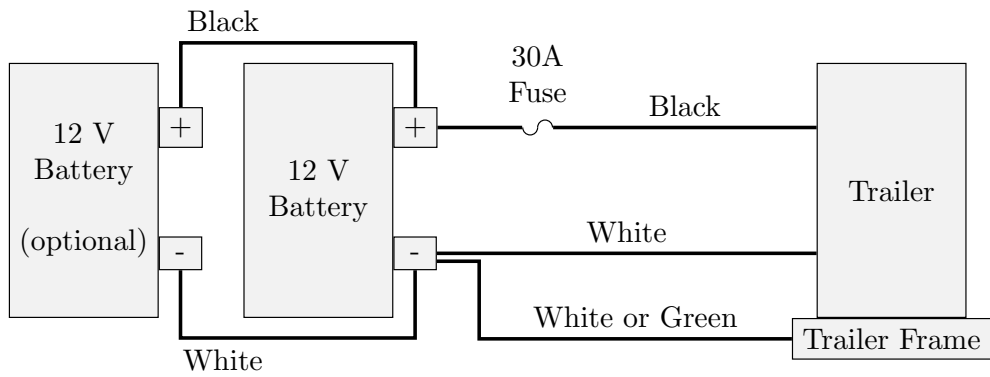 Black
30A
Fuse
Black
+
+
12 V
Battery
(optional)
12 V
Battery
Trailer
White
-
-
White or Green
Trailer Frame
White